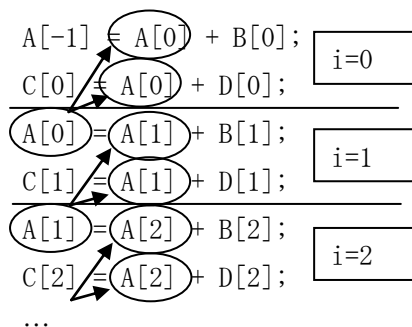 A[-1] = A[0] + B[0];
C[0] = A[0] + D[0];
i=0
A[0] = A[1] + B[1];
C[1] = A[1] + D[1];
i=1
A[1] = A[2] + B[2];
C[2] = A[2] + D[2];
i=2
…